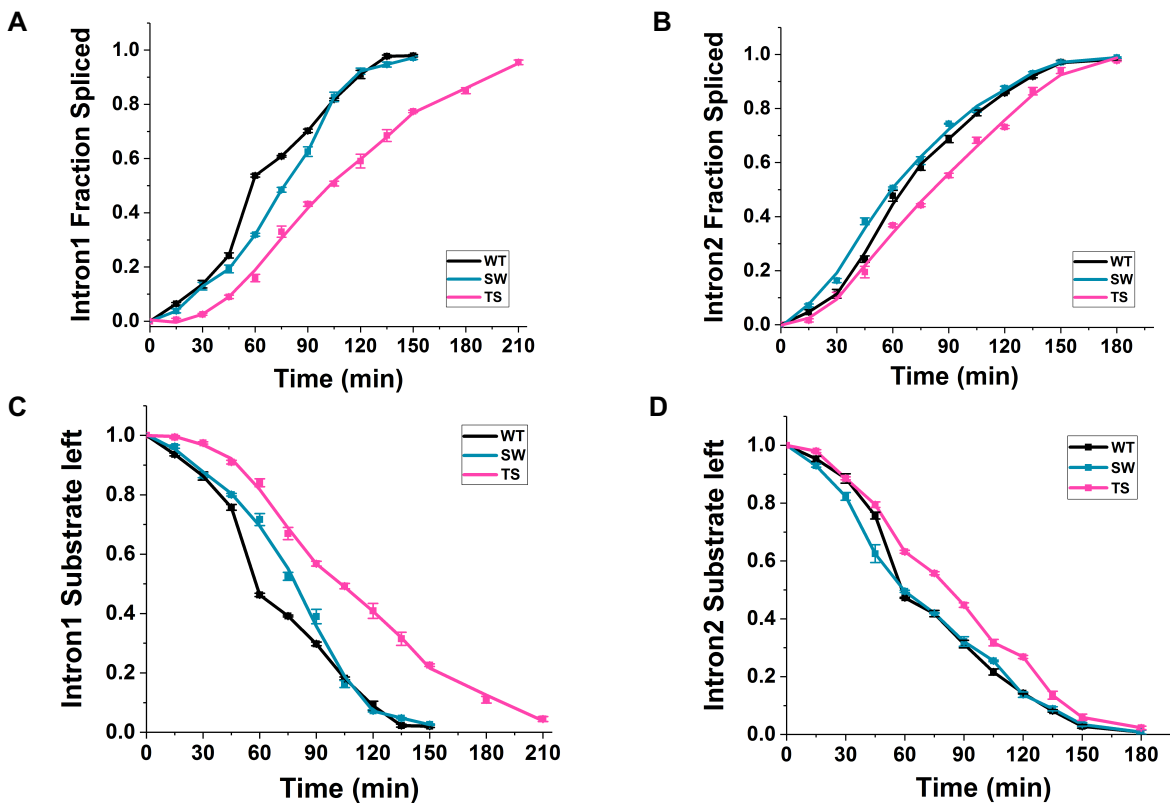 A
Intron1 Fraction Spliced
1.0
0.8
0.6
0.4
0.2
0.0
0 30 60 90 120 150 180 210
Time (min)
WT
SW
TS
B
Intron2 Fraction Spliced
1.0
0.8
0.6
0.4
0.2
0.0
0 30 60 90 120 150 180
Time (min)
WT
SW
TS
C
Intron1 Substrate left
1.0
0.8
0.6
0.4
0.2
0.0
0 30 60 90 120 150 180 210
Time (min)
WT
SW
TS
D
Intron2 Substrate left
1.0
0.8
0.6
0.4
0.2
0.0
0 30 60 90 120 150 180
Time (min)
WT
SW
TS